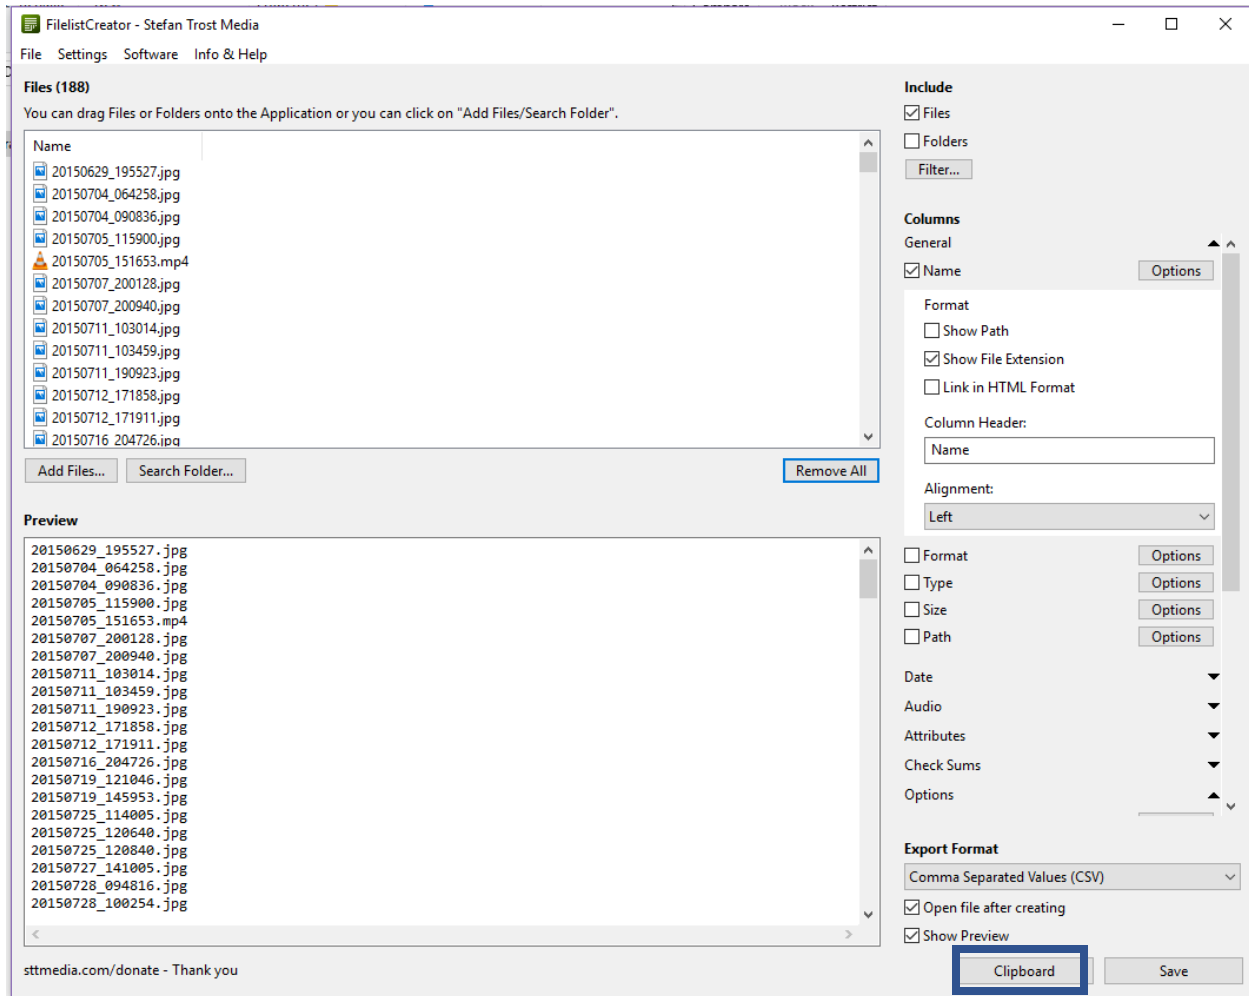 FilelistCreator - Stefan Trost Media
File Settings Software Info & Help
Files (188)
You can drag Files or Folders onto the Application or you can click on "Add Files/Search Folder".
Name
20150629_195527.jpg
20150704_064258.jpg
20150704_090836.jpg
20150705_115900.jpg
20150705_151653.mp4
20150707_200128.jpg
20150707_200940.jpg
20150711_103014.jpg
20150711_103459.jpg
20150711_190923.jpg
20150712_171858.jpg
20150712_171911.jpg
20150716_204726.jpg
Add Files... Search Folder... Remove All
Preview
20150629_195527.jpg
20150704_064258.jpg
20150704_090836.jpg
20150705_115900.jpg
20150705_151653.mp4
20150707_200128.jpg
20150707_200940.jpg
20150711_103014.jpg
20150711_103459.jpg
20150711_190923.jpg
20150712_171858.jpg
20150712_171911.jpg
20150716_204726.jpg
20150719_121046.jpg
20150719_145953.jpg
20150725_114005.jpg
20150725_120640.jpg
20150725_120840.jpg
20150727_141005.jpg
20150728_094816.jpg
20150728_100254.jpg
sttmedia.com/donate - Thank you
Include
Files
Folders
Filter...
Columns
General
Name Options
Format
Show Path
Show File Extension
Link in HTML Format
Column Header:
Name
Alignment:
Left
Format Options
Type Options
Size Options
Path Options
Date
Audio
Attributes
Check Sums
Options
Export Format
Comma Separated Values (CSV)
Open file after creating
Show Preview
Clipboard Save